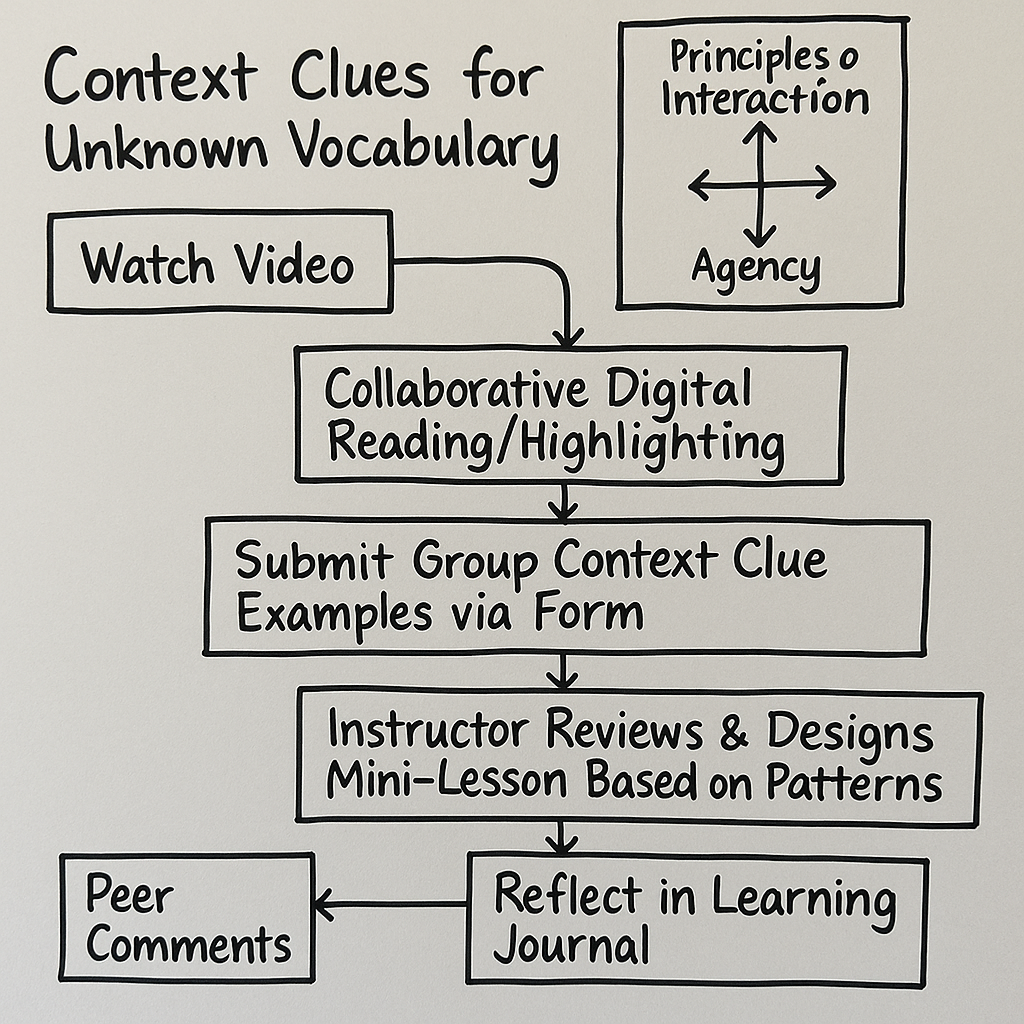 Context Clues for
Unknown Vocabulary
Principles o
Interaction
Agency
Watch Video
Collaborative Digital
Reading/Highlighting
Submit Group Context Clue
Examples via Form
Instructor Reviews & Designs
Mini-Lesson Based on Patterns
Reflect in Learning
Journal
Peer
Comments